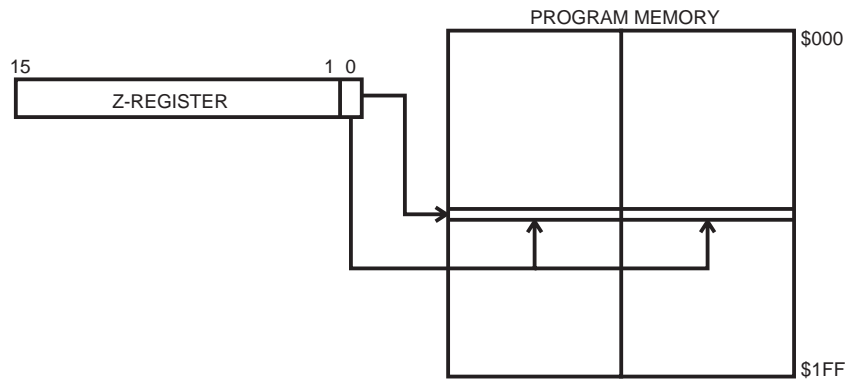 PROGRAM MEMORY
$000
15 1 0
Z-REGISTER
$1FF